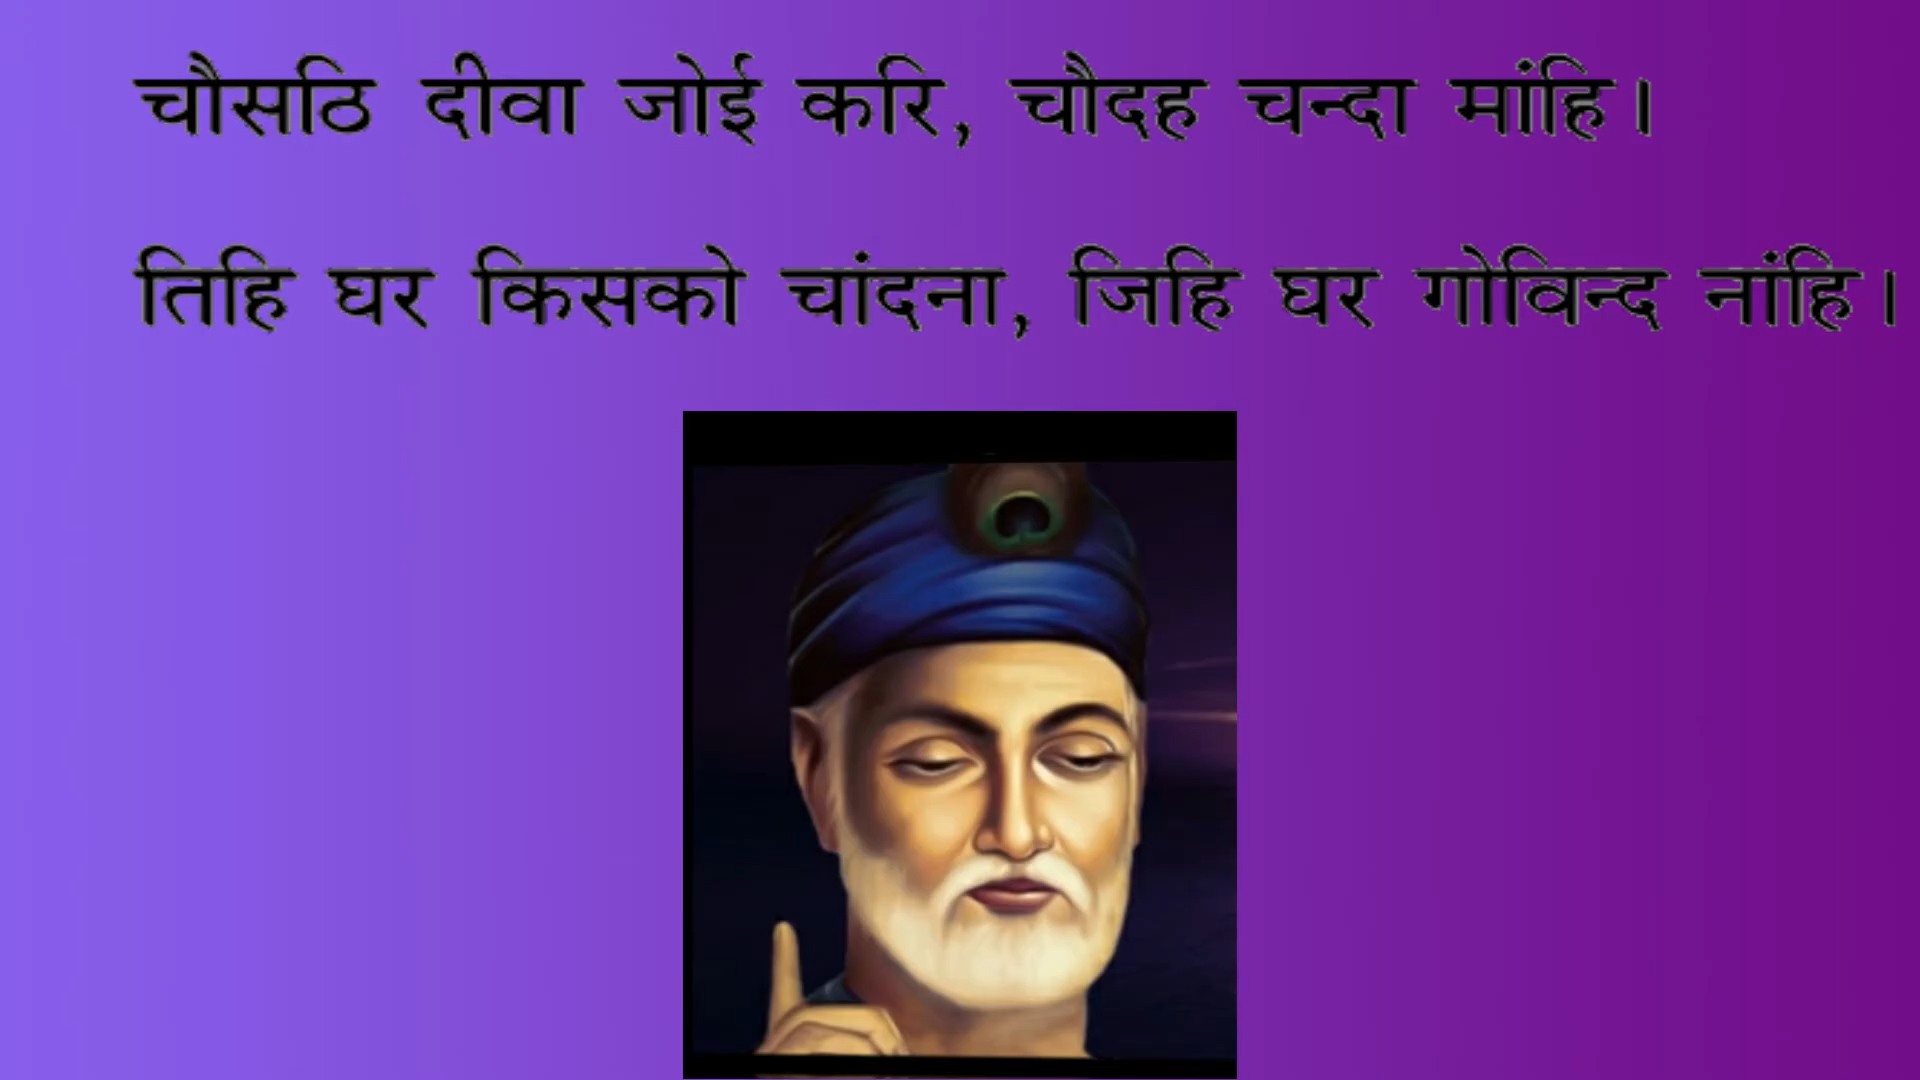 चौसठि दीवा जोई करि, चौदह चन्दा मांहि।
तिहि घर किसको चांदना, जिहि घर गोविन्द नांहि।